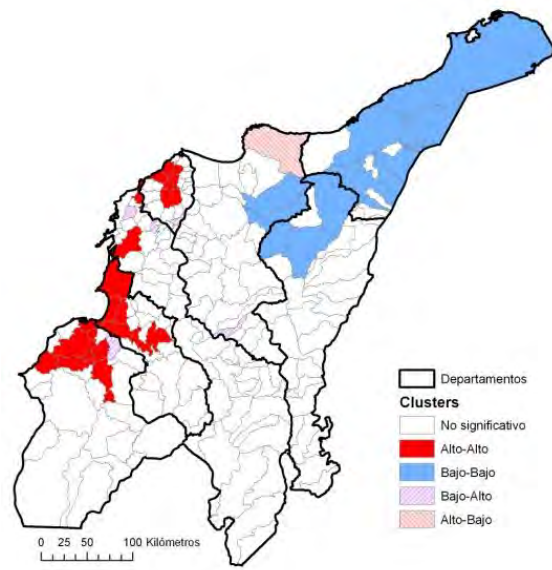 Departamentos
Clusters
No significativo
Alto-Alto
Bajo-Bajo
Bajo-Alto
Alto-Bajo
0 25 50 100 Kilómetros